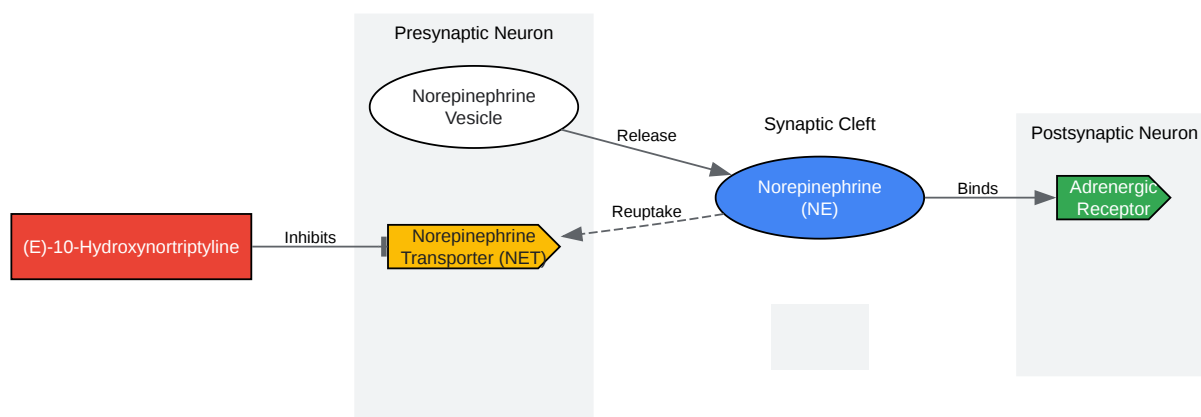 Presynaptic Neuron
Norepinephrine
Vesicle
Release
Synaptic Cleft
Postsynaptic Neuron
Norepinephrine
(NE)
Binds
Adrenergic
Receptor
Reuptake
(E)-10-Hydroxynortriptyline
Inhibits
Norepinephrine
Transporter (NET)